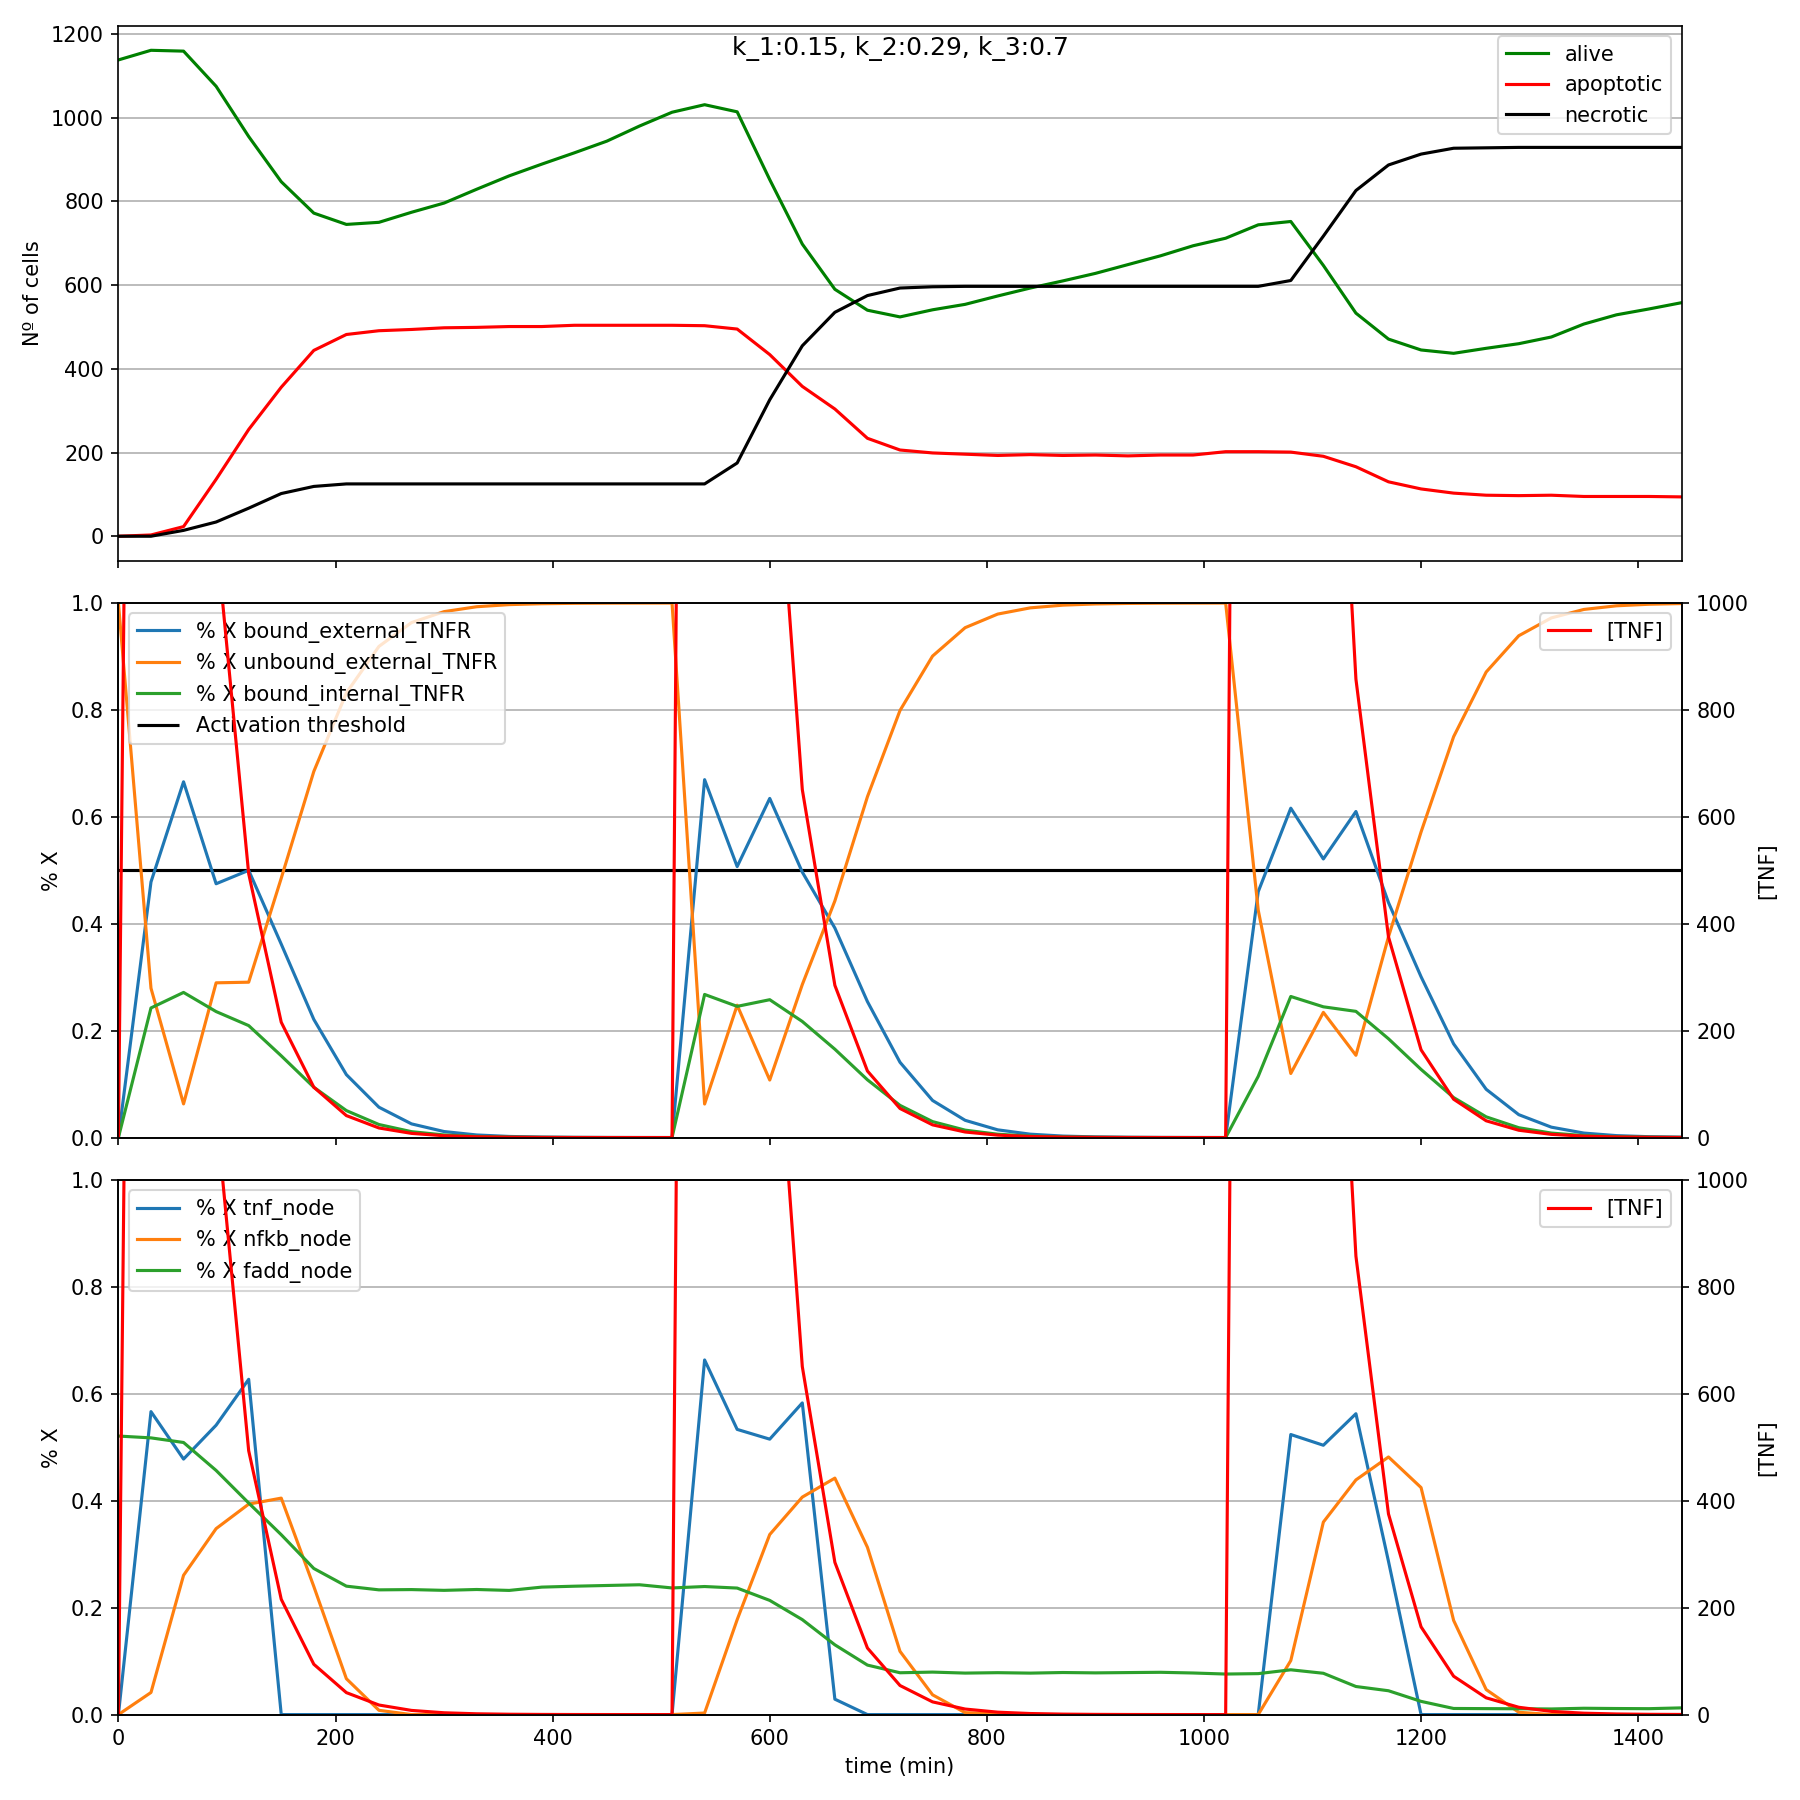 k_1:0.15, k_2:0.29, k_3:0.7
1200
1000
800
600
400
200
0
Nº of cells
alive
apoptotic
necrotic
1.0
0.8
0.6
0.4
0.2
0.0
% X
% X bound_external_TNFR
% X unbound_external_TNFR
% X bound_internal_TNFR
Activation threshold
[TNF]
1000
800
600
400
200
0
[TNF]
1.0
0.8
0.6
0.4
0.2
0.0
% X
% X tnf_node
% X nfkb_node
% X fadd_node
[TNF]
1000
800
600
400
200
0
[TNF]
0 200 400 600 800 1000 1200 1400
time (min)